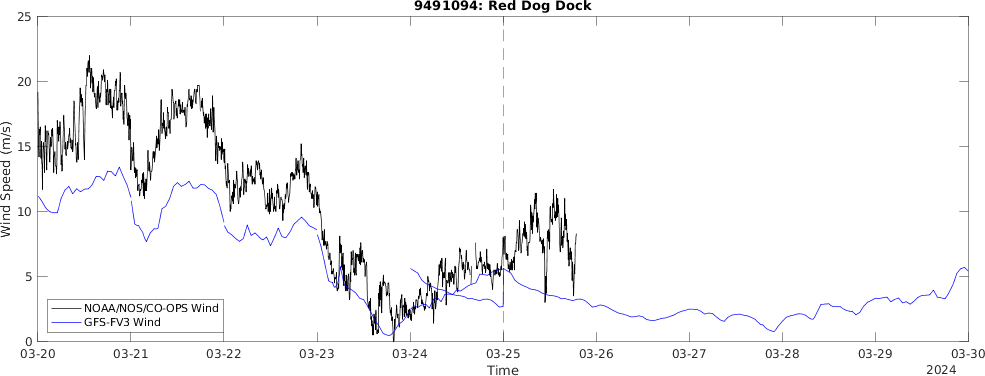 9491094: Red Dog Dock
25
20
15
10
5
0
Wind Speed (m/s)
NOAA/NOS/CO-OPS Wind
GFS-FV3 Wind
03-20 03-21 03-22 03-23 03-24 03-25 03-26 03-27 03-28 03-29 03-30
Time
2024